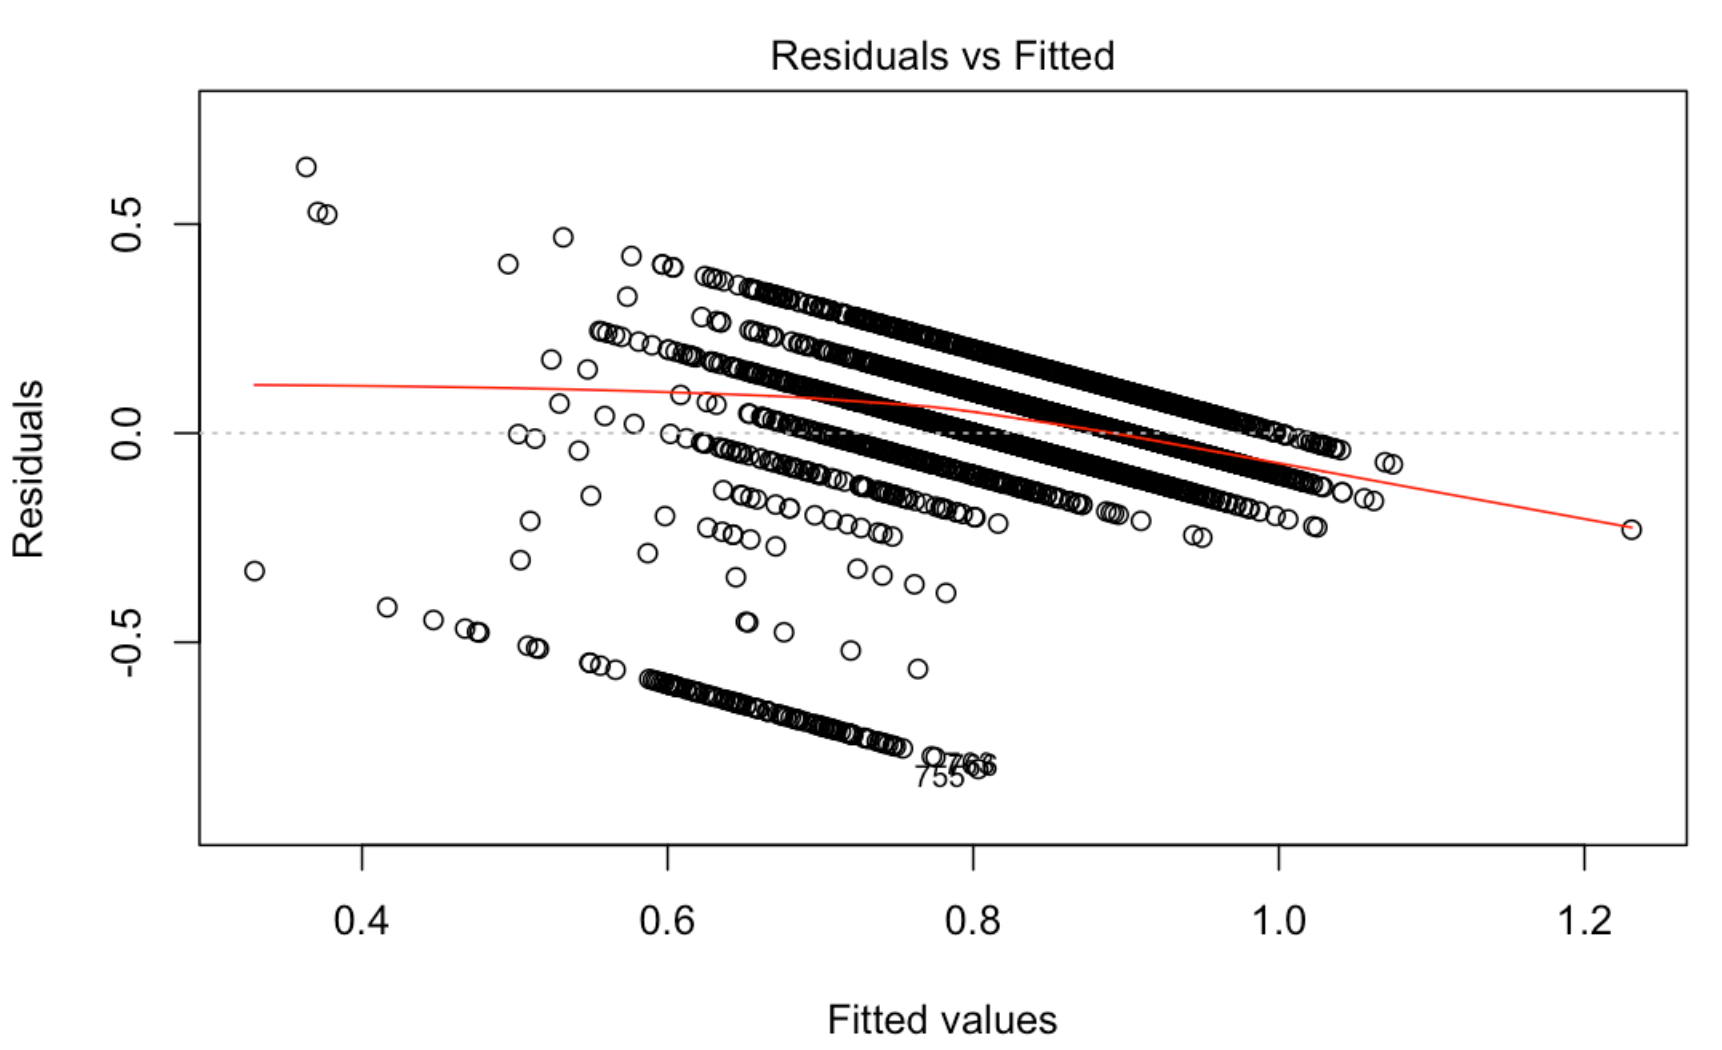 Residuals vs Fitted
Residuals
0.5
0.0
-0.5
755
0.4 0.6 0.8 1.0 1.2
Fitted values